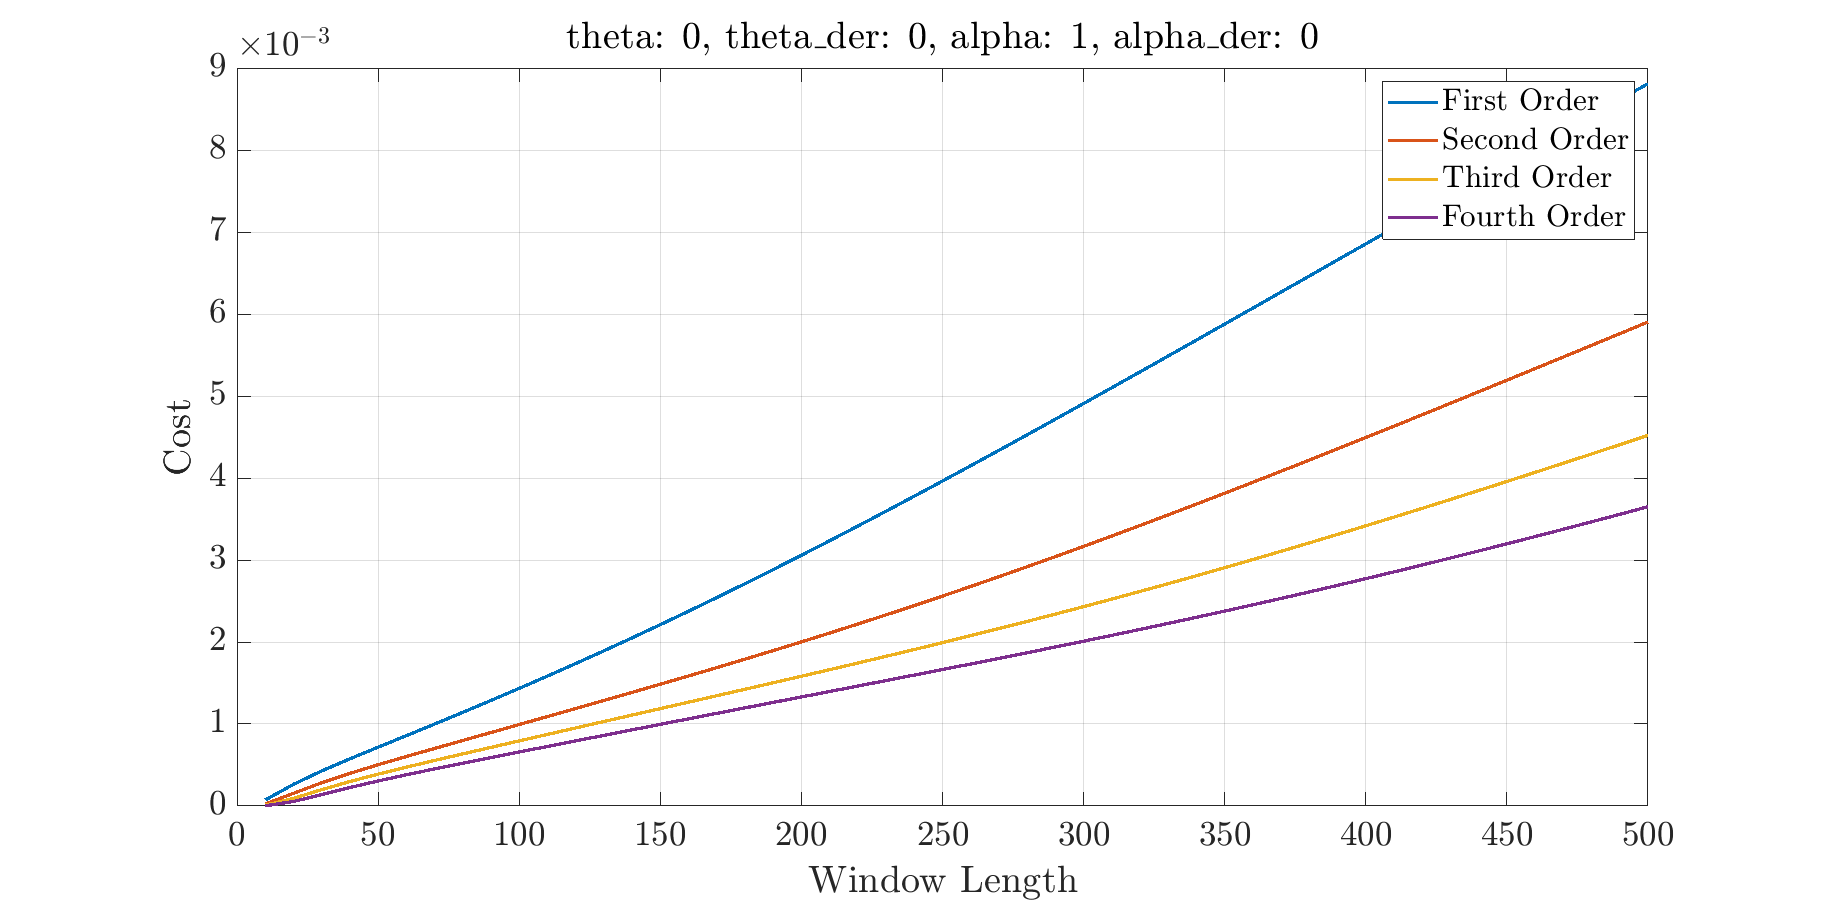 theta: 0, theta_der: 0, alpha: 1, alpha_der: 0
×10⁻³
9
8
7
6
5
4
3
2
1
0
Cost
First Order
Second Order
Third Order
Fourth Order
0 50 100 150 200 250 300 350 400 450 500
Window Length